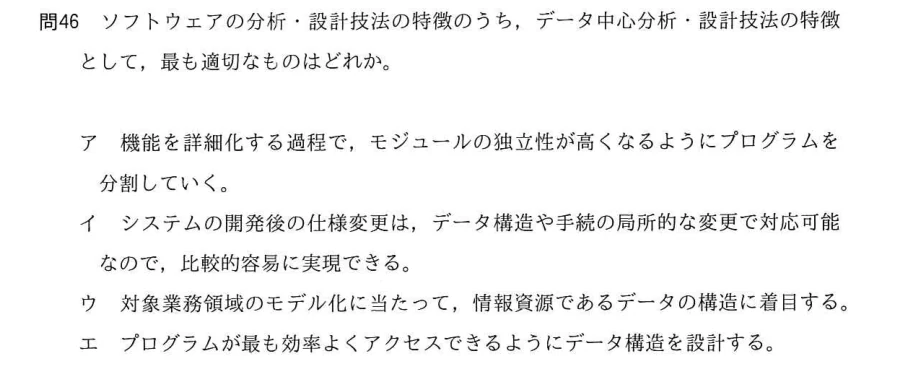 問46 ソフトウェアの分析・設計技法の特徴のうち，データ中心分析・設計技法の特徴
として，最も適切なものはどれか。
ア 機能を詳細化する過程で，モジュールの独立性が高くなるようにプログラムを
分割していく。
イ システムの開発後の仕様変更は，データ構造や手続の局所的な変更で対応可能
なので，比較的容易に実現できる。
ウ 対象業務領域のモデル化に当たって，情報資源であるデータの構造に着目する。
エ プログラムが最も効率よくアクセスできるようにデータ構造を設計する。